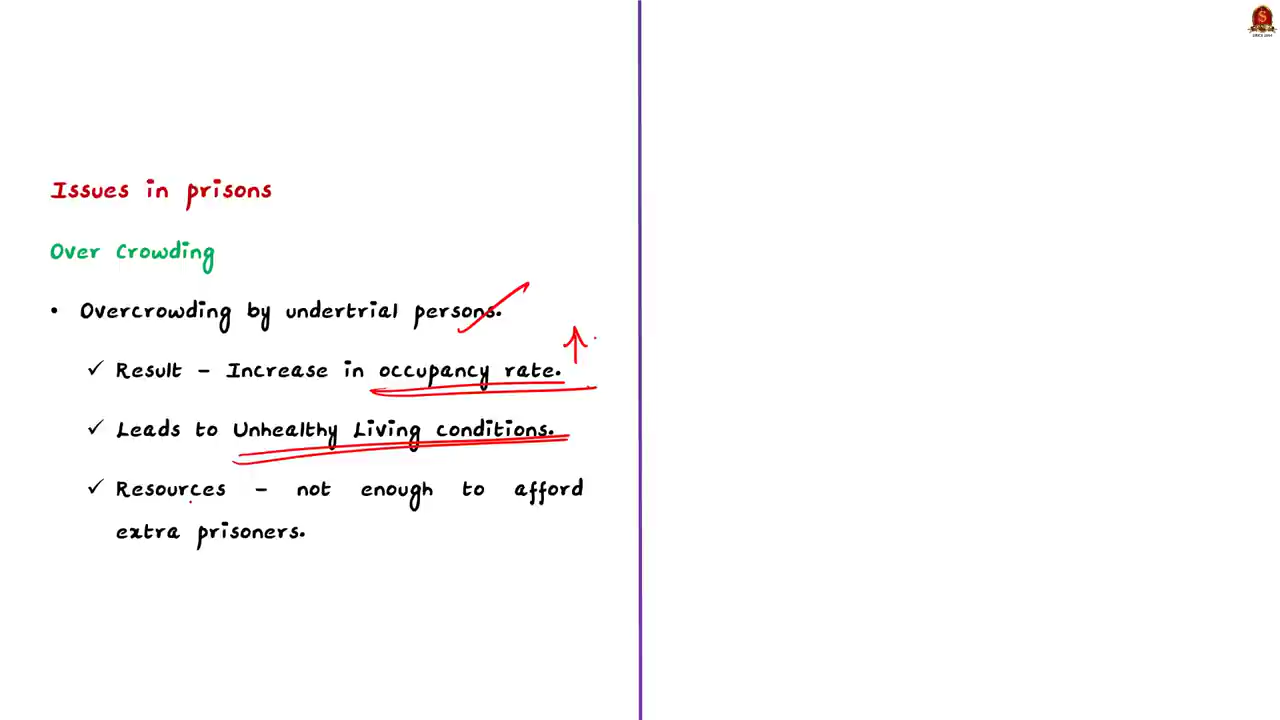 Issues in prisons
Over Crowding
• Overcrowding by undertrial persons.
✓ Result – Increase in occupancy rate.
✓ Leads to Unhealthy Living conditions.
✓ Resources – not enough to afford
extra prisoners.